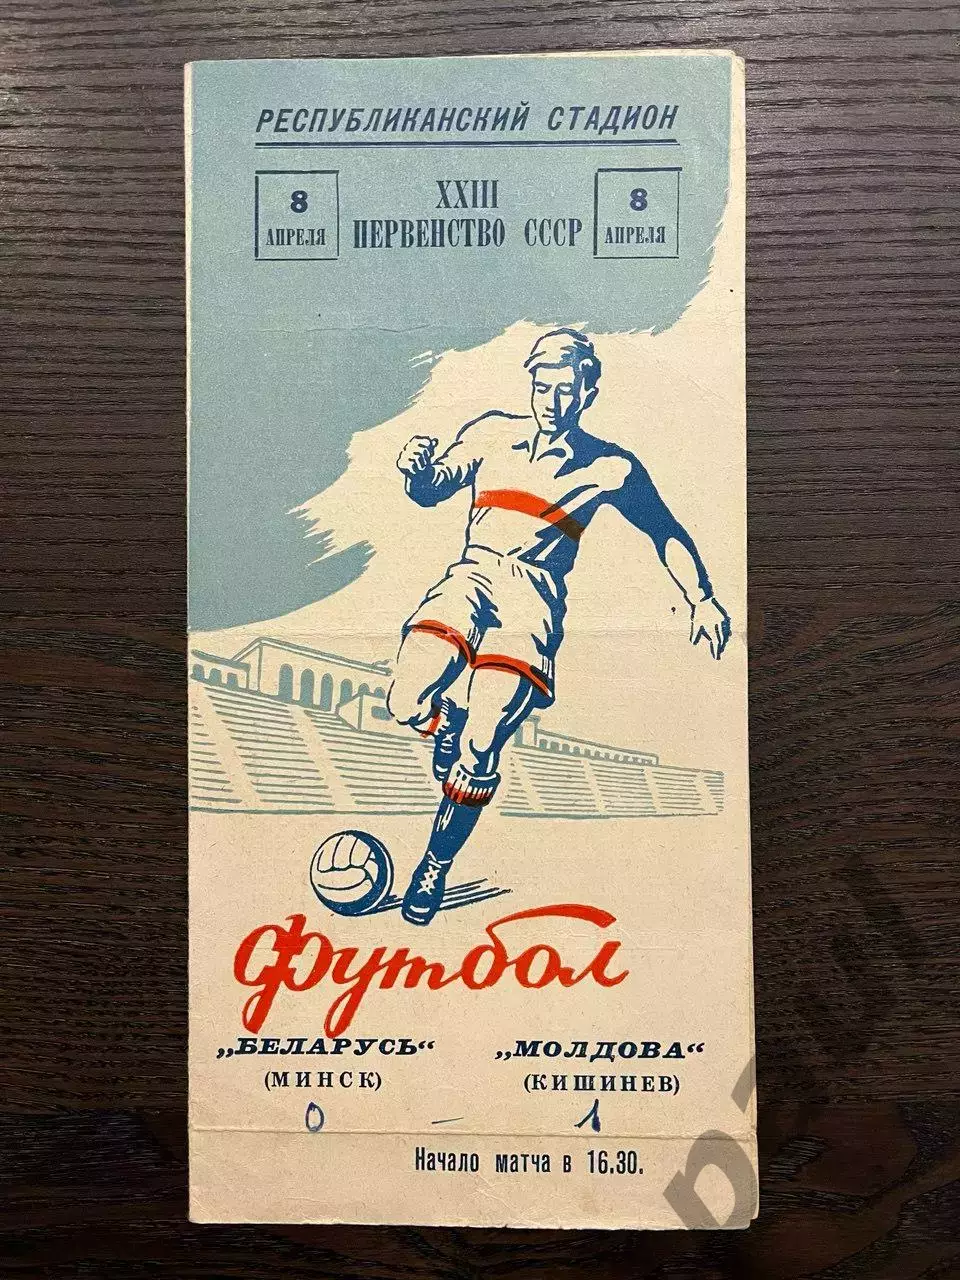 РЕСПУБЛИКАНСКИЙ СТАДИОН
8 АПРЕЛЯ
XXIII
ПЕРВЕНСТВО СССР
8 АПРЕЛЯ
Футбол
„БЕЛАРУСЬ“ „МОЛДОВА“
(МИНСК) (КИШИНЕВ)
0 – 1
Начало матча в 16.30.